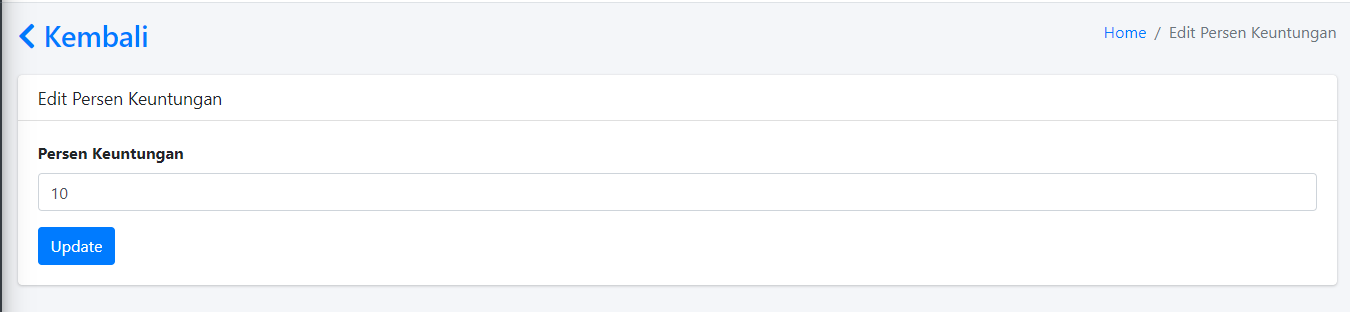 Kembali
Home / Edit Persen Keuntungan
Edit Persen Keuntungan
Persen Keuntungan
10
Update